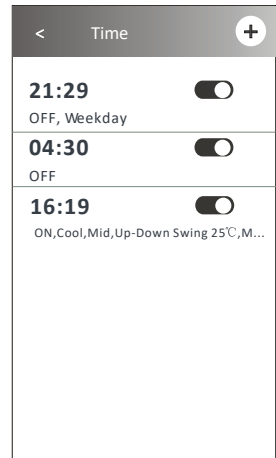 < Time +
21:29
OFF, Weekday
04:30
OFF
16:19
ON,Cool,Mid,Up-Down Swing 25℃,M...